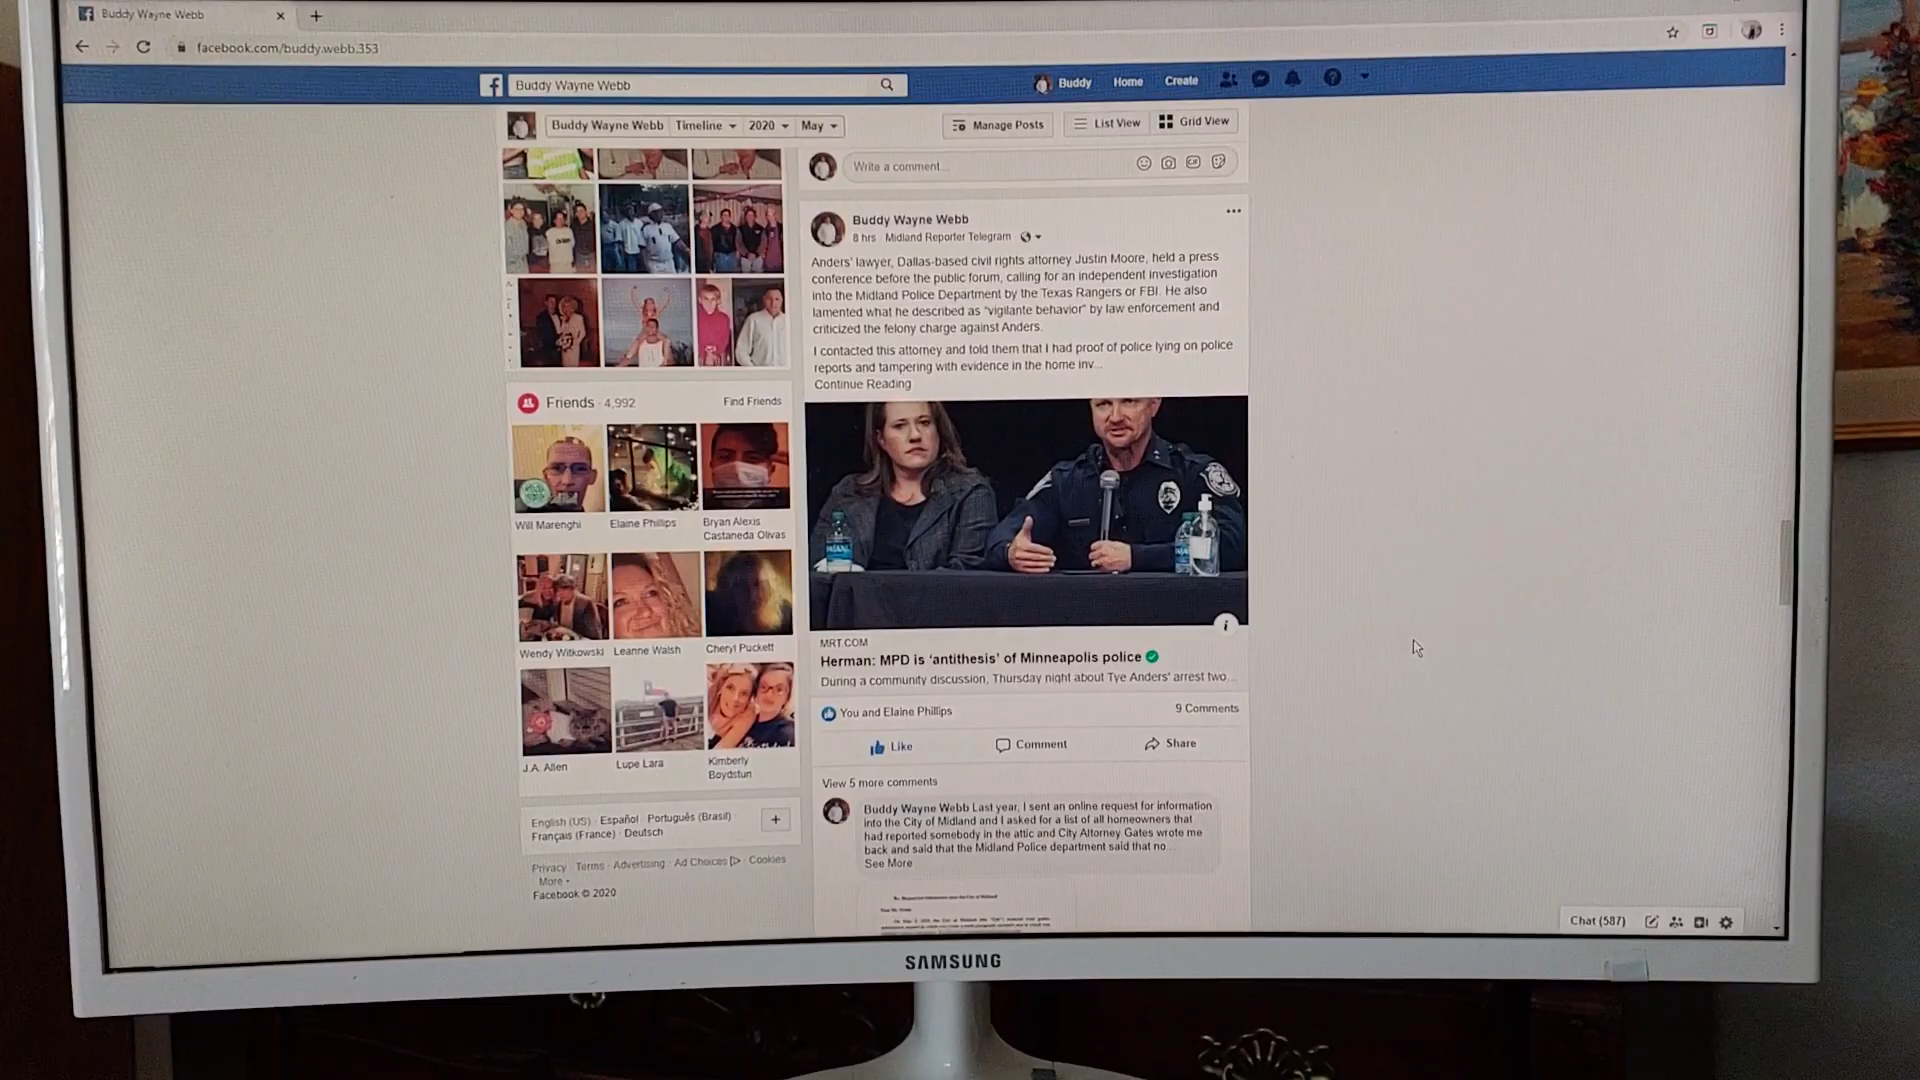 Buddy Wayne Webb
facebook.com/buddy.webb.353
Buddy Wayne Webb
Buddy Home Create
Buddy Wayne Webb Timeline 2020 May
Manage Posts List View Grid View
Write a comment...
GIF
Buddy Wayne Webb
8 hrs · Midland Reporter Telegram ·
Anders' lawyer, Dallas-based civil rights attorney Justin Moore, held a press
conference before the public forum, calling for an independent investigation
into the Midland Police Department by the Texas Rangers or FBI. He also
lamented what he described as “vigilante behavior” by law enforcement and
criticized the felony charge against Anders.
I contacted this attorney and told them that I had proof of police lying on police
reports and tampering with evidence in the home inv...
Continue Reading
MRT.COM
Herman: MPD is ‘antithesis’ of Minneapolis police
During a community discussion, Thursday night about Tye Anders' arrest two...
You and Elaine Phillips 9 Comments
Like Comment Share
View 5 more comments
Buddy Wayne Webb Last year, I sent an online request for information
into the City of Midland and I asked for a list of all homeowners that
had reported somebody in the attic and City Attorney Gates wrote me
back and said that the Midland Police department said that no...
See More
Friends · 4,992 Find Friends
Will Marenghi
Elaine Phillips
Bryan Alexis
Castaneda Olivas
Wendy Witkowski
Leanne Walsh
Cheryl Puckett
J.A. Allen
Lupe Lara
Kimberly
Boydstun
English (US) · Español · Português (Brasil) ·
Français (France) · Deutsch
Privacy · Terms · Advertising · Ad Choices · Cookies ·
More
Facebook © 2020
Chat (587)
SAMSUNG